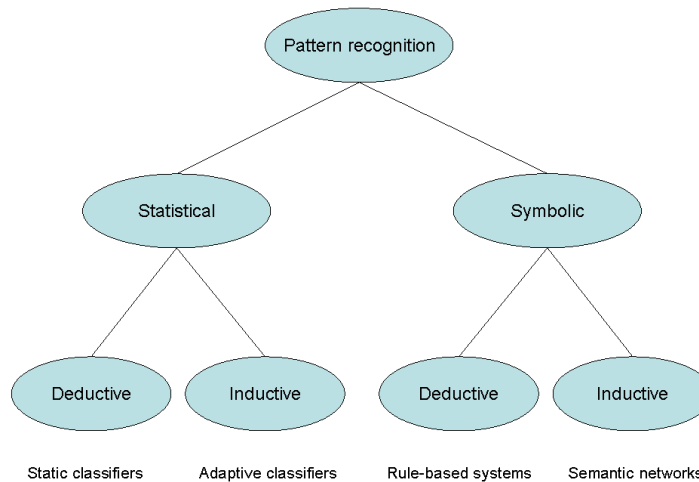 Pattern recognition
Statistical
Symbolic
Deductive
Inductive
Deductive
Inductive
Static classifiers
Adaptive classifiers
Rule-based systems
Semantic networks